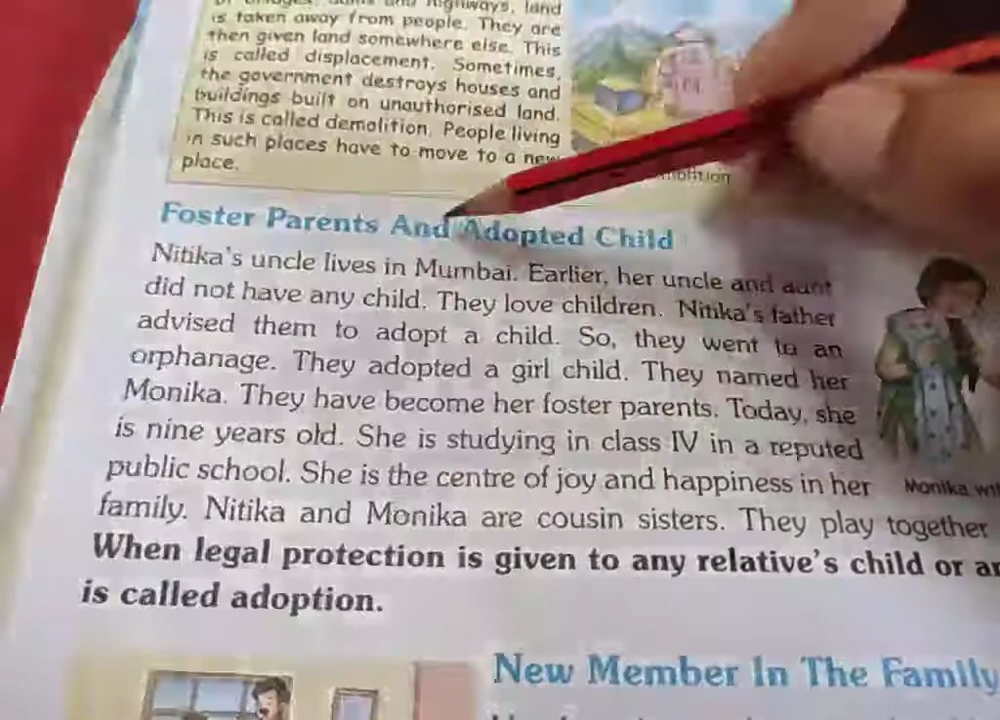 highways, land
is taken away from people. They are
then given land somewhere else. This
is called displacement. Sometimes,
the government destroys houses and
buildings built on unauthorised land.
This is called demolition. People living
in such places have to move to a new
place.
Foster Parents And Adopted Child
Nitika's uncle lives in Mumbai. Earlier, her uncle and aunt
did not have any child. They love children. Nitika's father
advised them to adopt a child. So, they went to an
orphanage. They adopted a girl child. They named her
Monika. They have become her foster parents. Today, she
is nine years old. She is studying in class IV in a reputed
public school. She is the centre of joy and happiness in her
Monika
family. Nitika and Monika are cousin sisters. They play together
When legal protection is given to any relative's child or
is called adoption.
New Member In The Family